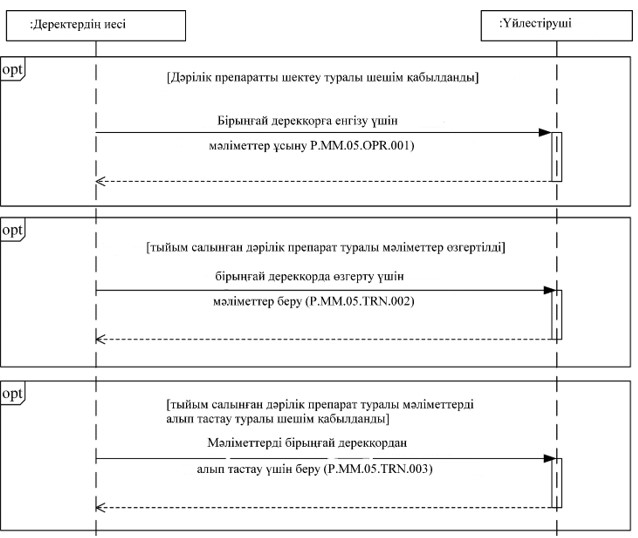 :Деректердің иесі
:Үйлестіруші
opt
[Дәрілік препаратты шектеу туралы шешім қабылданды]
Бірыңғай дереққорға енгізу үшін
мәліметтер ұсыну P.MM.05.OPR.001)
opt
[тыйым салынған дәрілік препарат туралы мәліметтер өзгертілді]
бірыңғай дерекқорда өзгерту үшін
мәліметтер беру (P.MM.05.TRN.002)
opt
[тыйым салынған дәрілік препарат туралы мәліметтерді
алып тастау туралы шешім қабылданды]
Мәліметтерді бірыңғай дерекқордан
алып тастау үшін беру (P.MM.05.TRN.003)